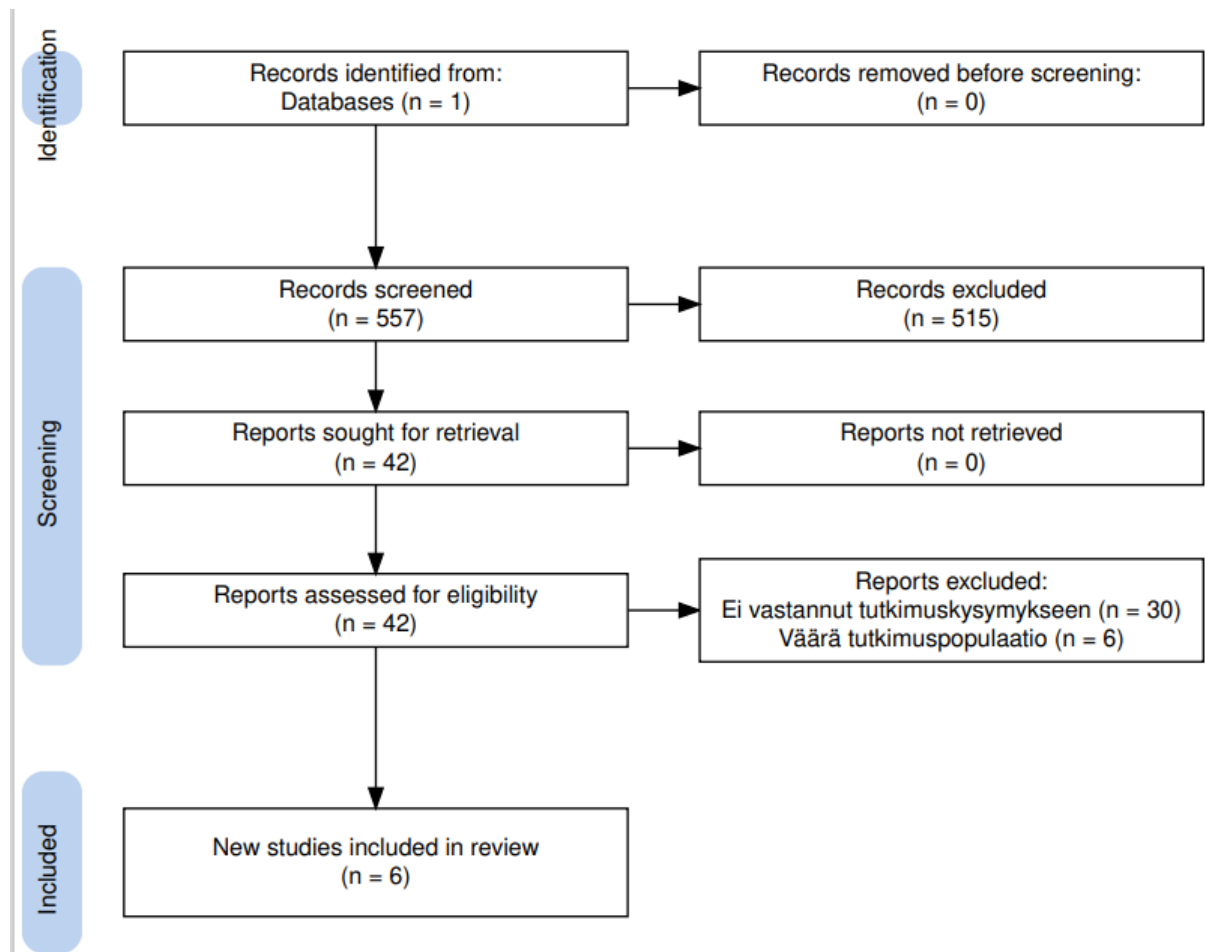 Identification
Records identified from:
Databases (n = 1)
Records removed before screening:
(n = 0)
Screening
Records screened
(n = 557)
Records excluded
(n = 515)
Reports sought for retrieval
(n = 42)
Reports not retrieved
(n = 0)
Reports assessed for eligibility
(n = 42)
Reports excluded:
Ei vastannut tutkimuskysymykseen (n = 30)
Väärä tutkimuspopulaatio (n = 6)
Included
New studies included in review
(n = 6)